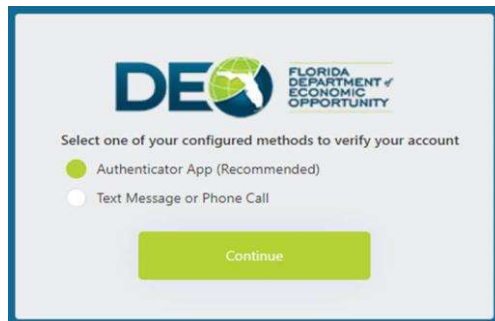 DEO
FLORIDA
DEPARTMENT of
ECONOMIC
OPPORTUNITY
Select one of your configured methods to verify your account
Authenticator App (Recommended)
Text Message or Phone Call
Continue